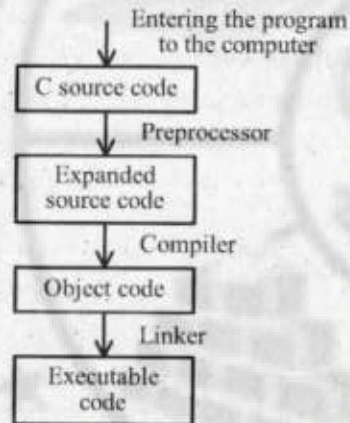 Entering the program
to the computer
C source code
Preprocessor
Expanded
source code
Compiler
Object code
Linker
Executable
code